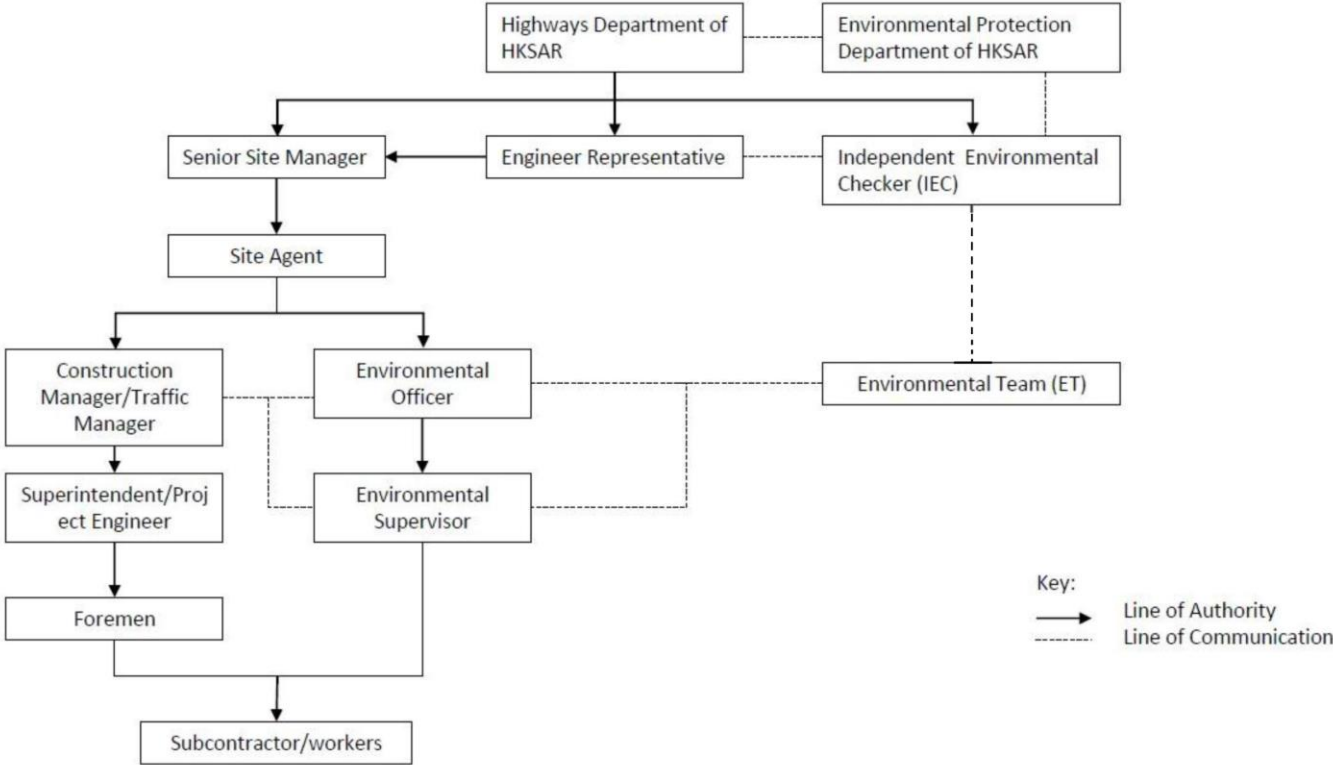 Highways Department of
HKSAR
Environmental Protection
Department of HKSAR
Senior Site Manager
Engineer Representative
Independent Environmental
Checker (IEC)
Site Agent
Construction
Manager/Traffic
Manager
Environmental
Officer
Environmental Team (ET)
Superintendent/Proj
ect Engineer
Environmental
Supervisor
Foremen
Key:
Line of Authority
Line of Communication
Subcontractor/workers